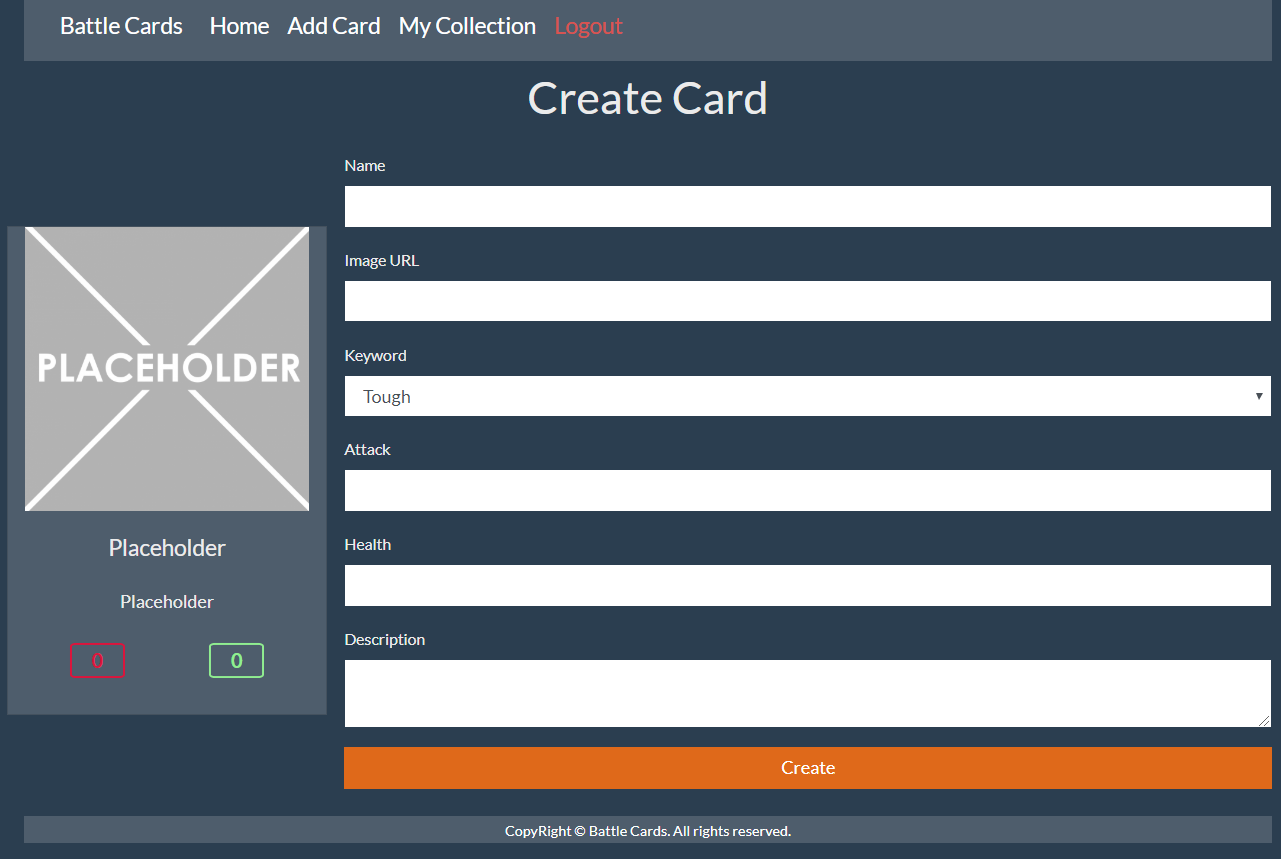 Battle Cards Home Add Card My Collection Logout
Create Card
PLACEHOLDER
Placeholder
Placeholder
0 0
Name
Image URL
Keyword
Tough
Attack
Health
Description
Create
CopyRight © Battle Cards. All rights reserved.